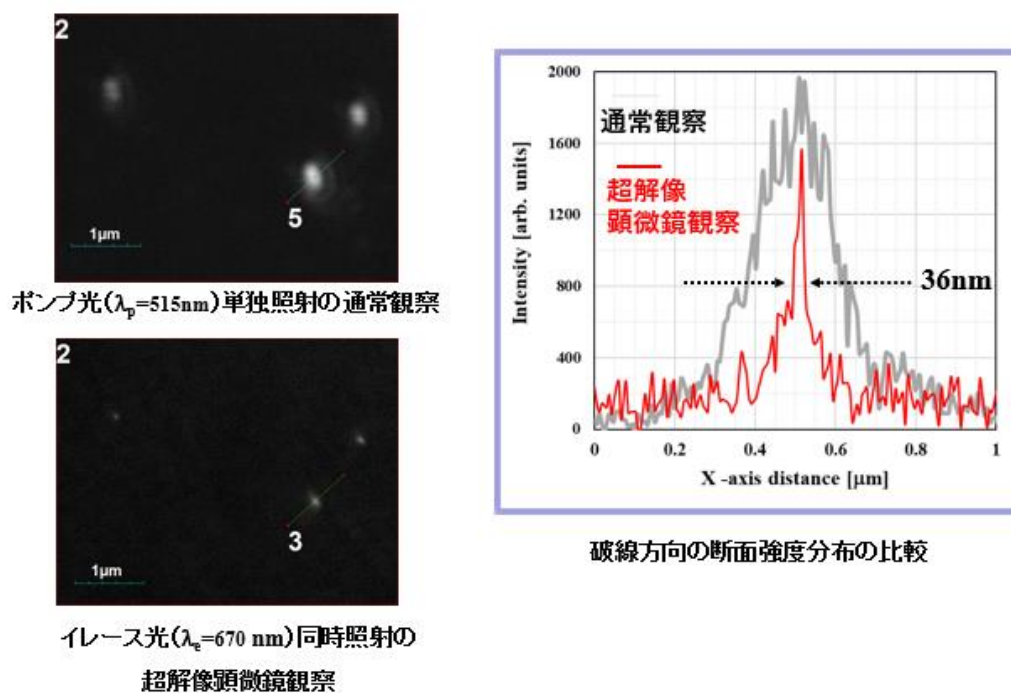 2
5
1μm
ポンプ光(λp=515nm)単独照射の通常観察
2
3
1μm
イレース光(λe=670 nm)同時照射の
超解像顕微鏡観察
2000
1600
1200
800
400
0
Intensity [arb. units]
通常観察
超解像
顕微鏡観察
36nm
0 0.2 0.4 0.6 0.8 1
X -axis distance [μm]
破線方向の断面強度分布の比較